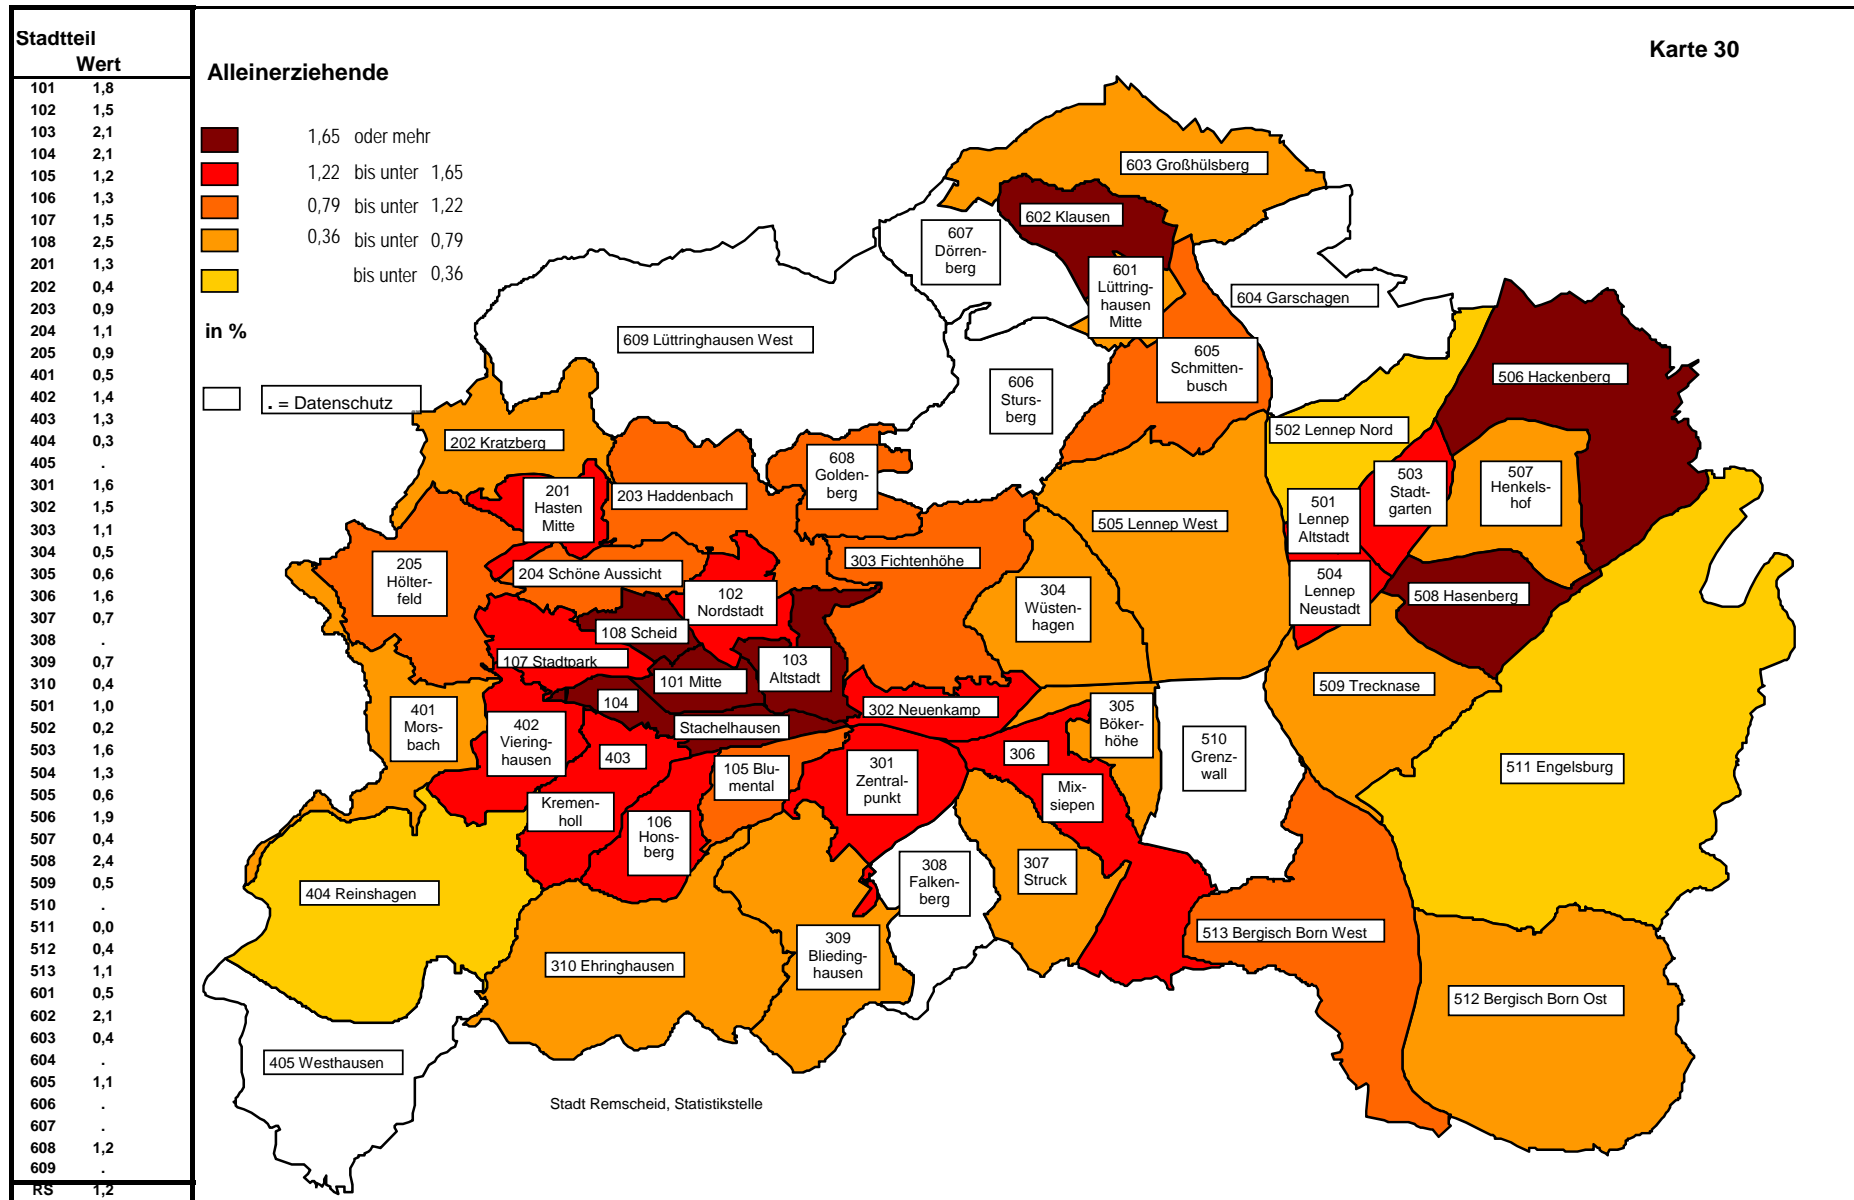 Stadtteil
Wert
101 1,8
102 1,5
103 2,1
104 2,1
105 1,2
106 1,3
107 1,5
108 2,5
201 1,3
202 0,4
203 0,9
204 1,1
205 0,9
401 0,5
402 1,4
403 1,3
404 0,3
405 .
301 1,6
302 1,5
303 1,1
304 0,5
305 0,6
306 1,6
307 0,7
308 .
309 0,7
310 0,4
501 1,0
502 0,2
503 1,6
504 1,3
505 0,6
506 1,9
507 0,4
508 2,4
509 0,5
510 .
511 0,0
512 0,4
513 1,1
601 0,5
602 2,1
603 0,4
604 .
605 1,1
606 .
607 .
608 1,2
609 .
RS 1,2
Karte 30
Alleinerziehende
1,65 oder mehr
1,22 bis unter 1,65
0,79 bis unter 1,22
0,36 bis unter 0,79
bis unter 0,36
in %
. = Datenschutz
603 Großhülsberg
602 Klausen
607
Dörren-
berg
601
Lüttring-
hausen
Mitte
604 Garschagen
609 Lüttringhausen West
605
Schmitten-
busch
606
Sturs-
berg
506 Hackenberg
502 Lennep Nord
202 Kratzberg
608
Golden-
berg
503
Stadt-
garten
507
Henkels-
hof
201
Hasten
Mitte
203 Haddenbach
501
Lennep
Altstadt
505 Lennep West
303 Fichtenhöhe
205
Hölter-
feld
204 Schöne Aussicht
504
Lennep
Neustadt
102
Nordstadt
304
Wüsten-
hagen
508 Hasenberg
108 Scheid
107 Stadtpark
103
Altstadt
101 Mitte
509 Trecknase
104
Stachelhausen
302 Neuenkamp
305
Böker-
höhe
401
Mors-
bach
402
Viering-
hausen
403
Kremen-
holl
105 Blu-
mental
301
Zentral-
punkt
306
Mix-
siepen
510
Grenz-
wall
511 Engelsburg
106
Hons-
berg
307
Struck
308
Falken-
berg
404 Reinshagen
513 Bergisch Born West
309
Blieding-
hausen
310 Ehringhausen
512 Bergisch Born Ost
405 Westhausen
Stadt Remscheid, Statistikstelle